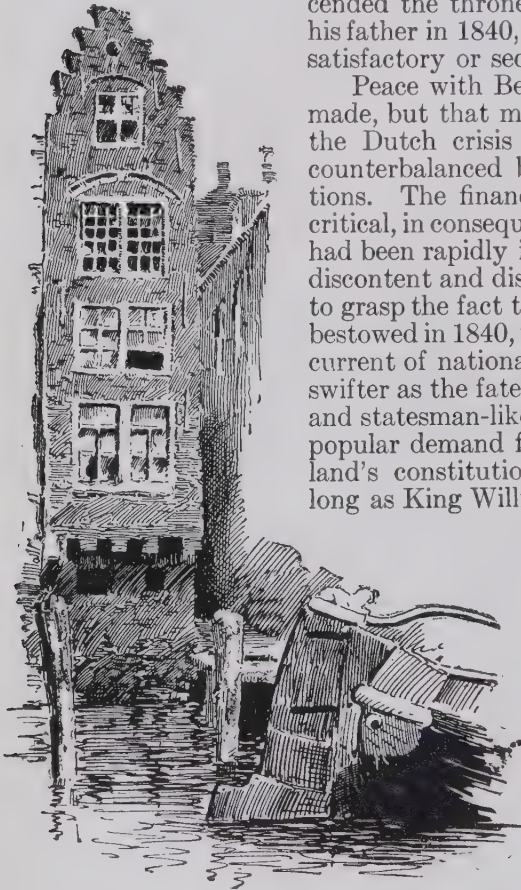 cended the throne
his father in 1840,
satisfactory or sec
Peace with Be
made, but that m
the Dutch crisis
counterbalanced b
tions. The financ
critical, in consequ
had been rapidly i
discontent and dis
to grasp the fact t
bestowed in 1840,
current of nationa
swifter as the fate
and statesman-like
popular demand f
land's constitutio
long as King Will